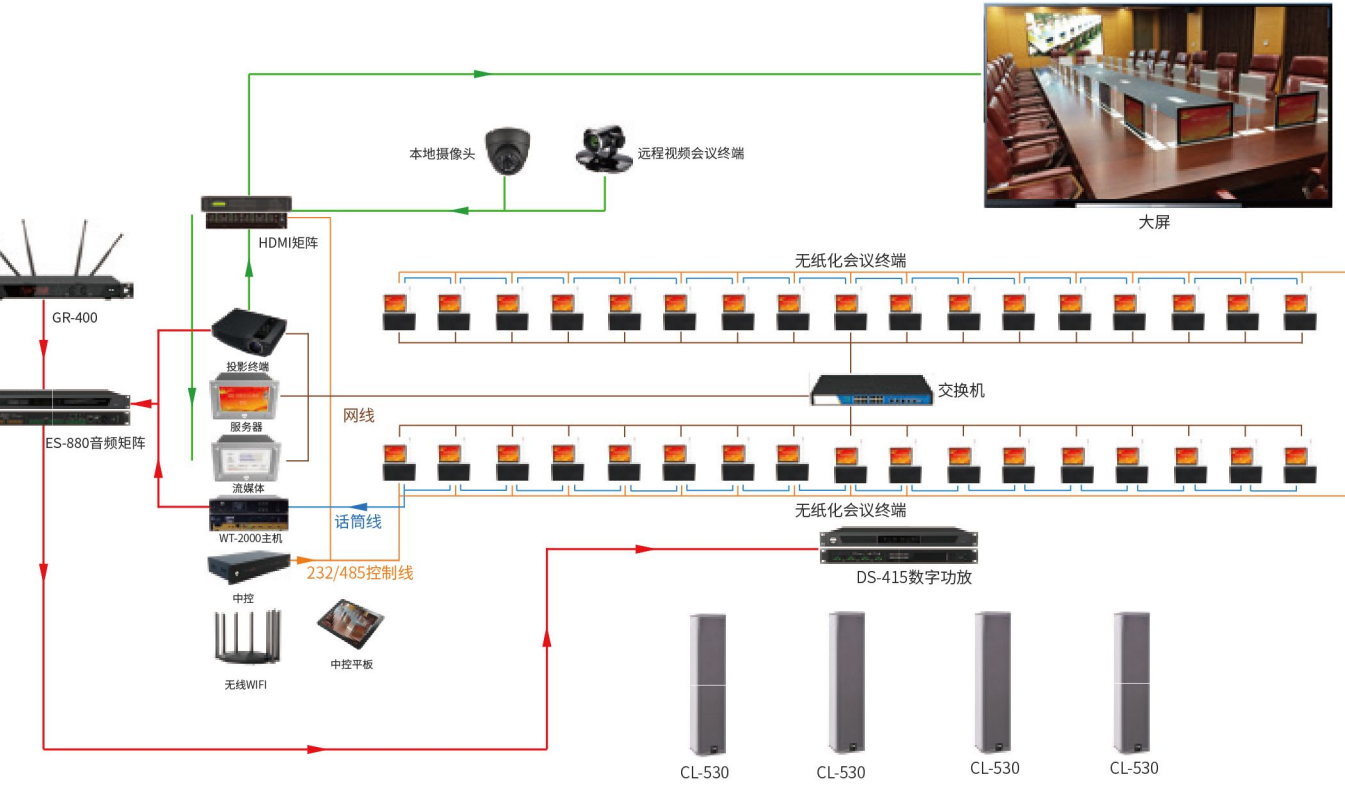 本地摄像头
远程视频会议终端
大屏
HDMI矩阵
无纸化会议终端
GR-400
投影终端
交换机
服务器
网线
ES-880音频矩阵
流媒体
无纸化会议终端
话筒线
WT-2000主机
232/485控制线
DS-415数字功放
中控
中控平板
无线WIFI
CL-530
CL-530
CL-530
CL-530